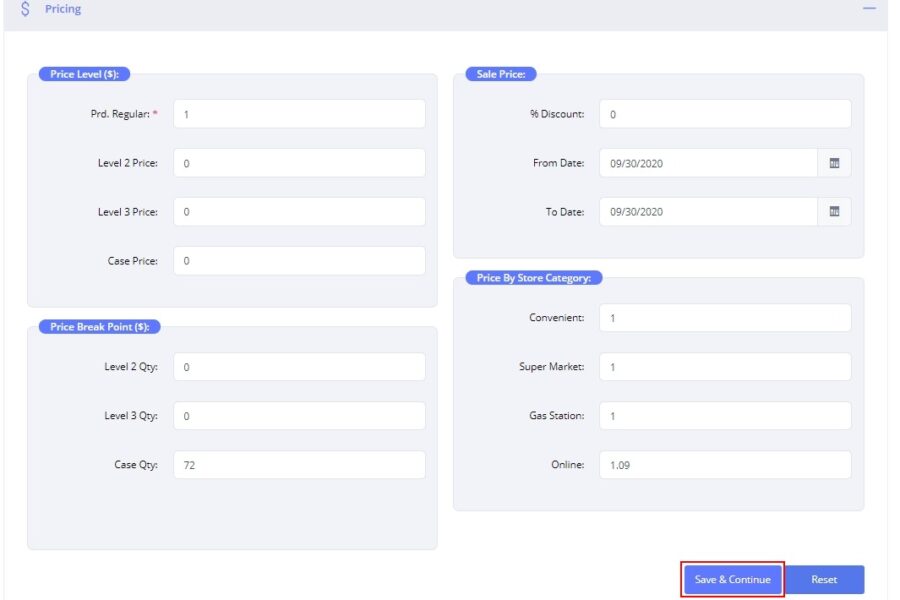 $ Pricing
Price Level ($):
Prd. Regular: * 1
Level 2 Price: 0
Level 3 Price: 0
Case Price: 0
Price Break Point ($):
Level 2 Qty: 0
Level 3 Qty: 0
Case Qty: 72
Sale Price:
% Discount: 0
From Date: 09/30/2020
To Date: 09/30/2020
Price By Store Category:
Convenient: 1
Super Market: 1
Gas Station: 1
Online: 1.09
Save & Continue Reset